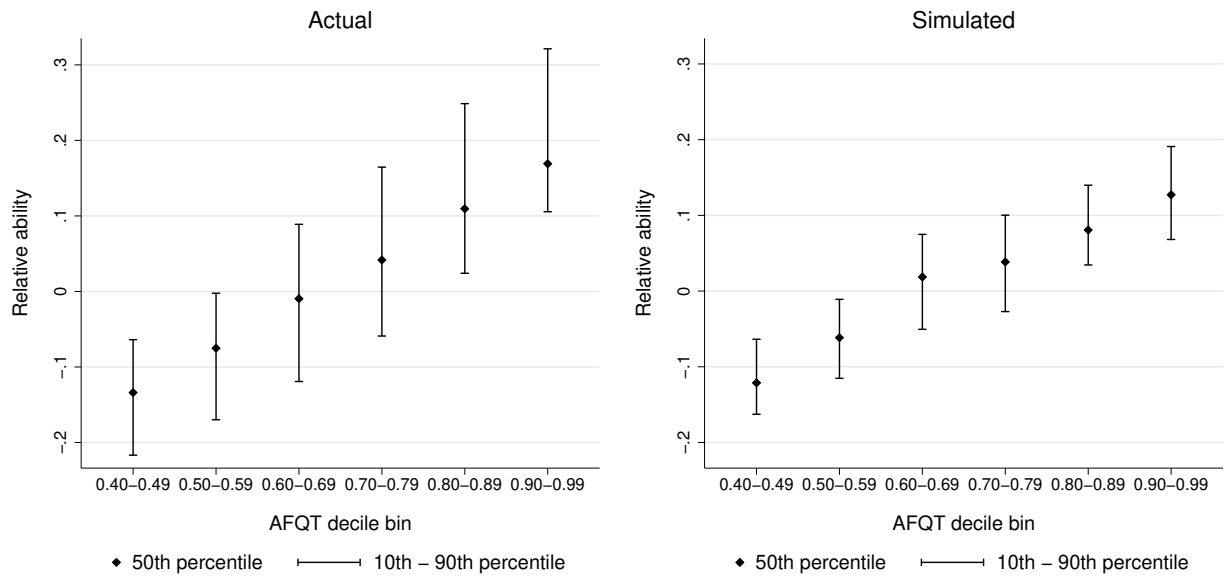 Actual
.3
.2
.1
0
−.1
−.2
Relative ability
0.40−0.49 0.50−0.59 0.60−0.69 0.70−0.79 0.80−0.89 0.90−0.99
AFQT decile bin
50th percentile 10th − 90th percentile
Simulated
.3
.2
.1
0
−.1
−.2
Relative ability
0.40−0.49 0.50−0.59 0.60−0.69 0.70−0.79 0.80−0.89 0.90−0.99
AFQT decile bin
50th percentile 10th − 90th percentile